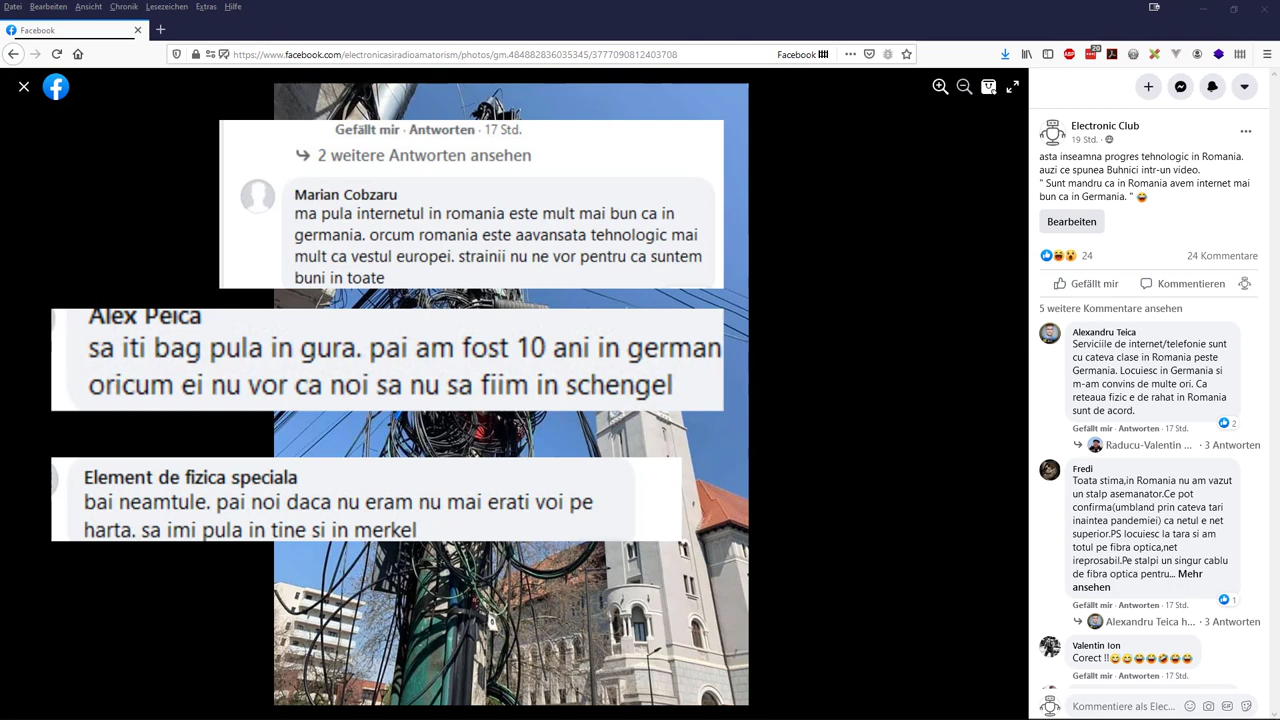 Datei Bearbeiten Ansicht Chronik Lesezeichen Extras Hilfe
Facebook
https://www.facebook.com/electronicasiradioamatorism/photos/gm.484882836035345/3777090812403708
Facebook
20
Gefällt mir · Antworten · 17 Std.
2 weitere Antworten ansehen
Marian Cobzaru
ma pula internetul in romania este mult mai bun ca in
germania. orcum romania este aavansata tehnologic mai
mult ca vestul europei. strainii nu ne vor pentru ca suntem
buni in toate
Alex Peica
sa iti bag pula in gura. pai am fost 10 ani in german
oricum ei nu vor ca noi sa nu sa fiim in schengel
Element de fizica speciala
bai neamtule. pai noi daca nu eram nu mai erati voi pe
harta. sa imi pula in tine si in merkel
Electronic Club
19 Std. ·
asta inseamna progres tehnologic in Romania.
auzi ce spunea Buhnici intr-un video.
" Sunt mandru ca in Romania avem internet mai
bun ca in Germania. " 😂
Bearbeiten
24
24 Kommentare
Gefällt mir
Kommentieren
5 weitere Kommentare ansehen
Alexandru Teica
Serviciile de internet/telefonie sunt
cu cateva clase in Romania peste
Germania. Locuiesc in Germania si
m-am convins de multe ori. Ca
reteaua fizic e de rahat in Romania
sunt de acord.
2
Gefällt mir · Antworten · 17 Std.
Raducu-Valentin ... · 3 Antworten
Fredi
Toata stima,in Romania nu am vazut
un stalp asemanator.Ce pot
confirma(umbland prin cateva tari
inaintea pandemiei) ca netul e net
superior.PS locuiesc la tara si am
totul pe fibra optica,net
ireprosabil.Pe stalpi un singur cablu
de fibra optica pentru... Mehr
ansehen
1
Gefällt mir · Antworten · 17 Std.
Alexandru Teica h... · 3 Antworten
Valentin Ion
Corect !!😄😄😂😂🤣😂😂
Gefällt mir · Antworten · 17 Std.
Kommentiere als Elec...
GIF